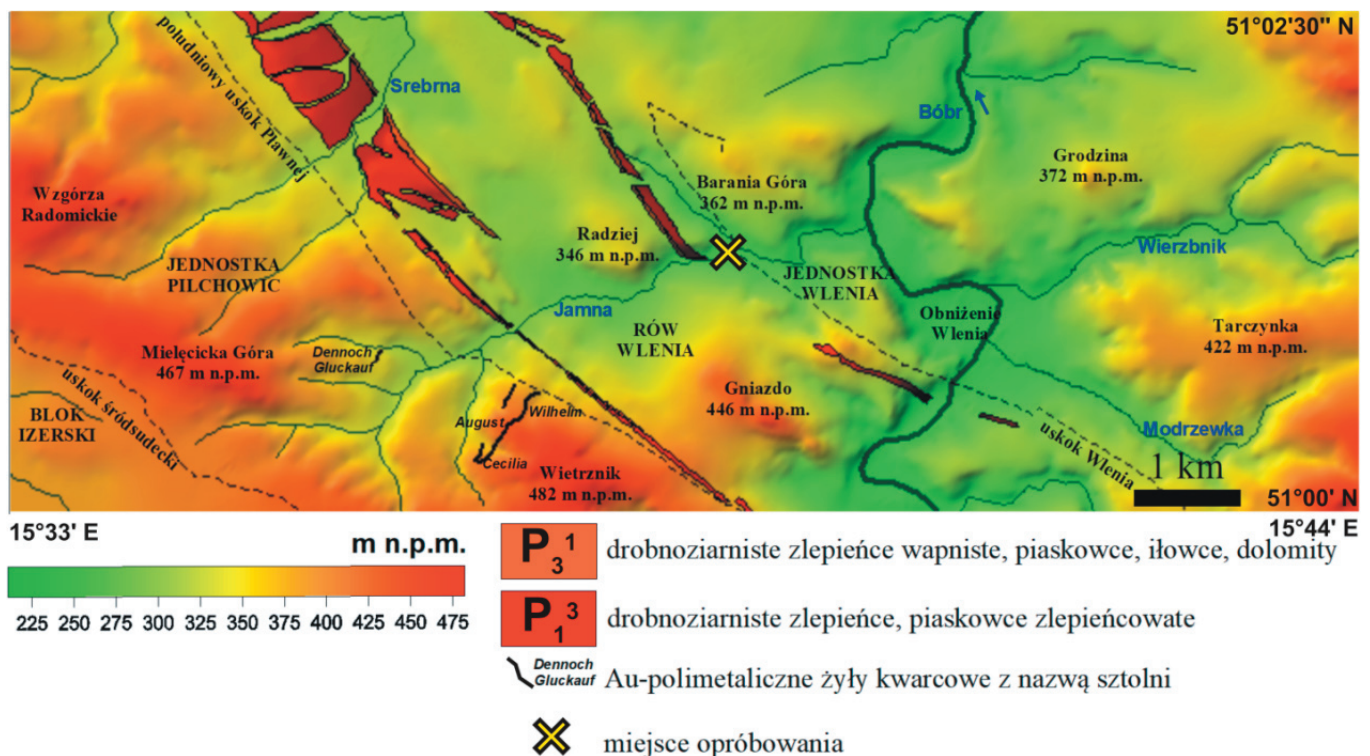 51°02'30'' N
południowy uskok Pławnej
Srebrna
Bóbr
Grodzina
372 m n.p.m.
Wzgórza
Radomickie
Barania Góra
362 m n.p.m.
Radziej
346 m n.p.m.
Wierzbnik
JEDNOSTKA
PILCHOWIC
JEDNOSTKA
WLENIA
Jamna
Obniżenie
Wlenia
RÓW
WLENIA
Tarczynka
422 m n.p.m.
Mielęcicka Góra
467 m n.p.m.
Dennoch
Gluckauf
Gniazdo
446 m n.p.m.
uskok śródsudecki
BLOK
IZERSKI
August
Wilhelm
Cecilia
Modrzewka
uskok Wlenia
Wietrznik
482 m n.p.m.
1 km
51°00' N
15°33' E
15°44' E
m n.p.m.
225 250 275 300 325 350 375 400 425 450 475
P₃¹ drobnoziarniste zlepieńce wapniste, piaskowce, iłowce, dolomity
P₁³ drobnoziarniste zlepieńce, piaskowce zlepieńcowate
Dennoch
Gluckauf
Au-polimetaliczne żyły kwarcowe z nazwą sztolni
miejsce opróbowania